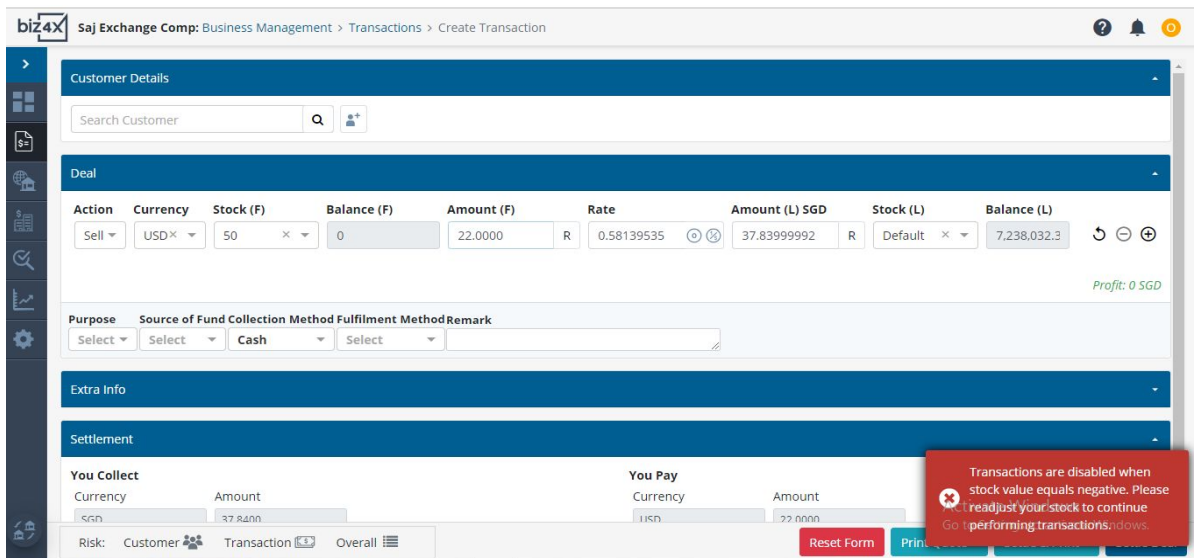 biz4x Saj Exchange Comp: Business Management > Transactions > Create Transaction
Customer Details
Search Customer
Deal
Action Currency Stock (F) Balance (F) Amount (F) Rate Amount (L) SGD Stock (L) Balance (L)
Sell USD× 50 × 0 22.0000 R 0.58139535 37.83999992 R Default × 7,238,032.3
Profit: 0 SGD
Purpose Source of Fund Collection Method Fulfilment Method Remark
Select Select Cash Select
Extra Info
Settlement
You Collect You Pay
Currency Amount Currency Amount
SGD 37.8400 USD 22.0000
Transactions are disabled when
stock value equals negative. Please
readjust your stock to continue
performing transactions.
Risk: Customer Transaction Overall Reset Form